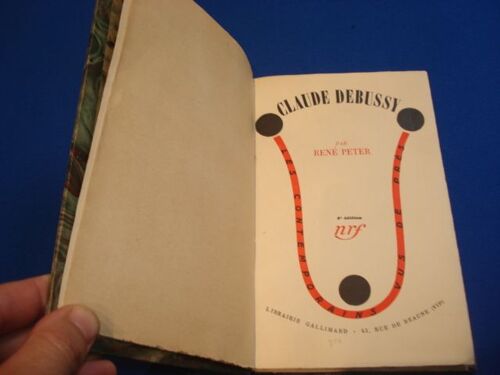 CLAUDE DEBUSSY
par
RENÉ PETER
LES CONTEMPORAINS VUS DE PRÈS
nrf
LIBRAIRIE GALLIMARD - 43, RUE DE BEAUNE (VIIe)